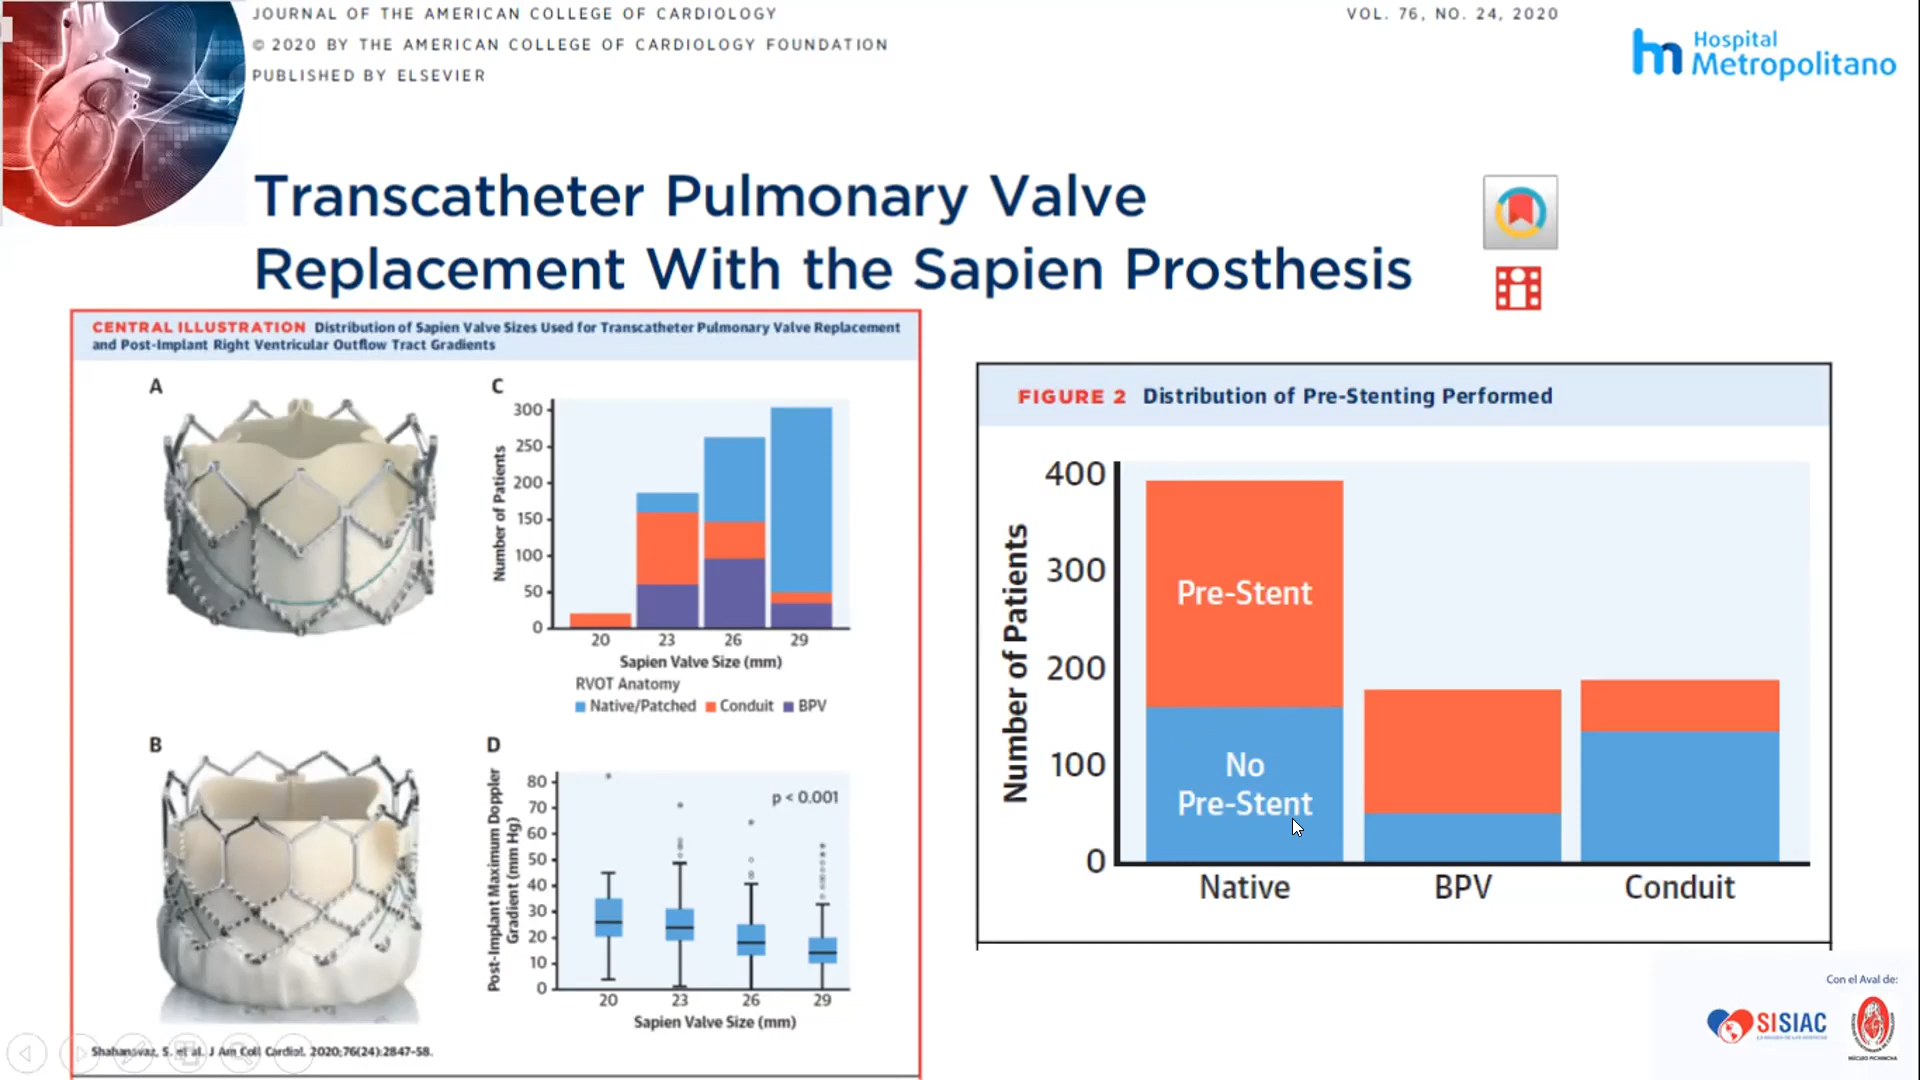 JOURNAL OF THE AMERICAN COLLEGE OF CARDIOLOGY
VOL. 76, NO. 24, 2020
© 2020 BY THE AMERICAN COLLEGE OF CARDIOLOGY FOUNDATION
PUBLISHED BY ELSEVIER
hm Hospital
Metropolitano
Transcatheter Pulmonary Valve
Replacement With the Sapien Prosthesis
CENTRAL ILLUSTRATION Distribution of Sapien Valve Sizes Used for Transcatheter Pulmonary Valve Replacement
and Post-Implant Right Ventricular Outflow Tract Gradients
A
C
Number of Patients
300
250
200
150
100
50
0
20 23 26 29
Sapien Valve Size (mm)
RVOT Anatomy
Native/Patched Conduit BPV
B
D
Post-Implant Maximum Doppler
Gradient (mm Hg)
p < 0.001
80
70
60
50
40
30
20
10
0
20 23 26 29
Sapien Valve Size (mm)
Shahanavaz, S. et al. J Am Coll Cardiol. 2020;76(24):2847-58.
FIGURE 2 Distribution of Pre-Stenting Performed
Number of Patients
400
300
200
100
0
Pre-Stent
No
Pre-Stent
Native BPV Conduit
Con el Aval de:
SISIAC
NÚCLEO PICHINCHA